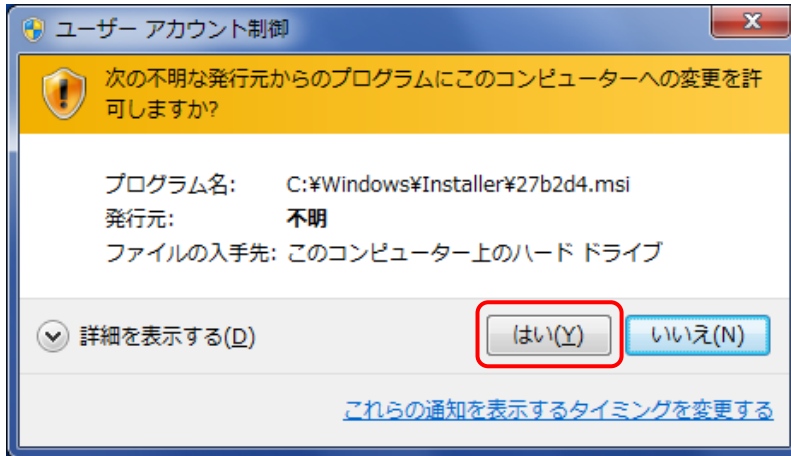 ユーザー アカウント制御
次の不明な発行元からのプログラムにこのコンピューターへの変更を許
可しますか?
プログラム名: C:¥Windows¥Installer¥27b2d4.msi
発行元: 不明
ファイルの入手先: このコンピューター上のハード ドライブ
詳細を表示する(D) はい(Y) いいえ(N)
これらの通知を表示するタイミングを変更する